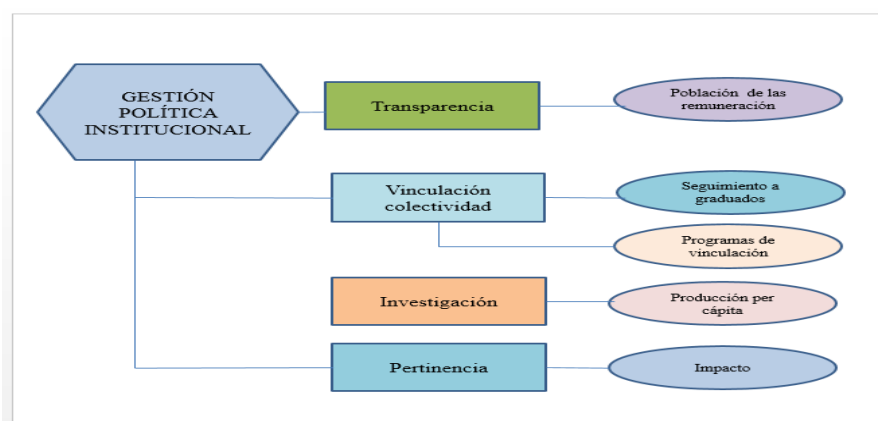 GESTIÓN
POLÍTICA
INSTITUCIONAL
Transparencia
Población de las
remuneración
Vinculación
colectividad
Seguimiento a
graduados
Programas de
vinculación
Investigación
Producción per
cápita
Pertinencia
Impacto